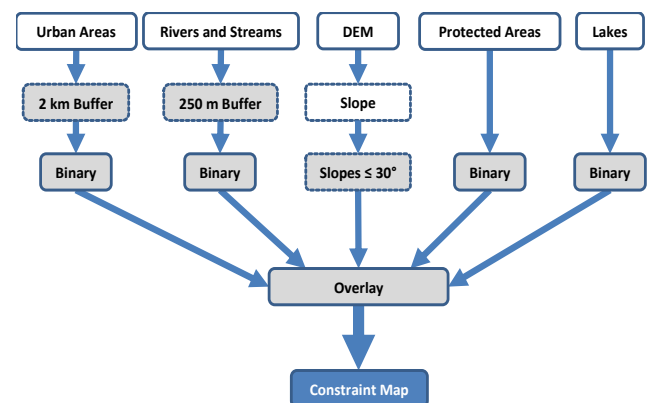 Urban Areas
Rivers and Streams
DEM
Protected Areas
Lakes
2 km Buffer
250 m Buffer
Slope
Binary
Binary
Slopes ≤ 30°
Binary
Binary
Overlay
Constraint Map